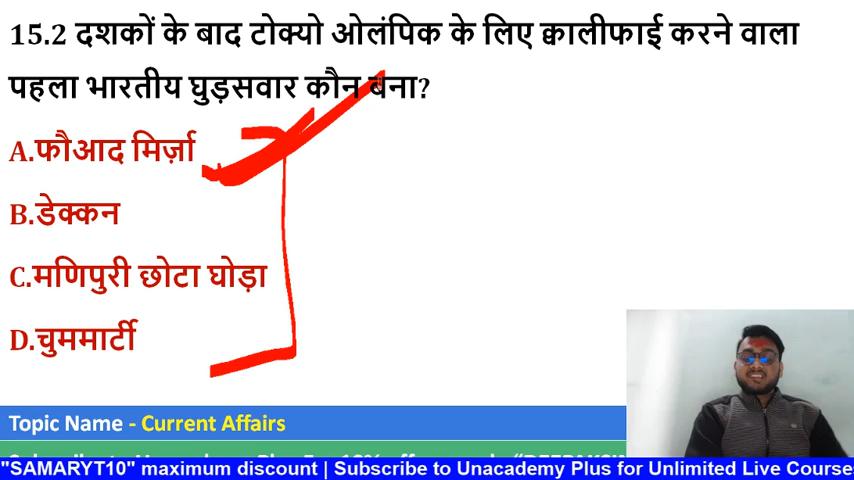 15.2 दशकों के बाद टोक्यो ओलंपिक के लिए क्वालीफाई करने वाला
पहला भारतीय घुड़सवार कौन बना?
A.फौआद मिर्ज़ा
B.डेक्कन
C.मणिपुरी छोटा घोड़ा
D.चुममार्टी
Topic Name - Current Affairs
"SAMARYT10" maximum discount | Subscribe to Unacademy Plus for Unlimited Live Course